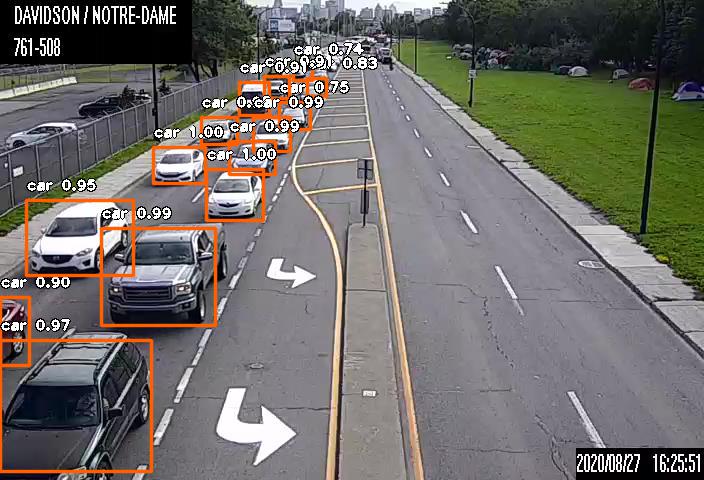 DAVIDSON / NOTRE-DAME
761-508
car 0.74
0.83
car 0.75
car 0.99
car 0.99
car 1.00
car 1.00
car 0.95
car 0.99
car 0.90
car 0.97
2020/08/27 16:25:51